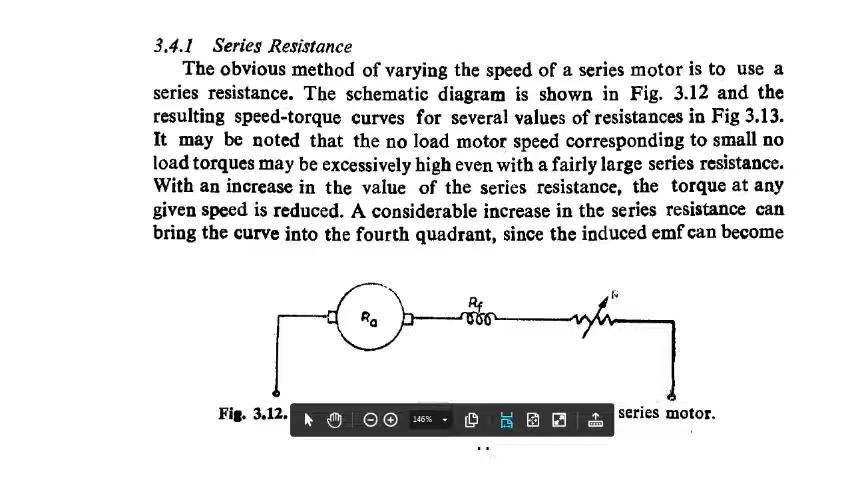 3.4.1 Series Resistance
The obvious method of varying the speed of a series motor is to use a
series resistance. The schematic diagram is shown in Fig. 3.12 and the
resulting speed-torque curves for several values of resistances in Fig 3.13.
It may be noted that the no load motor speed corresponding to small no
load torques may be excessively high even with a fairly large series resistance.
With an increase in the value of the series resistance, the torque at any
given speed is reduced. A considerable increase in the series resistance can
bring the curve into the fourth quadrant, since the induced emf can become
Ra
Rf
Fig. 3.12.
146%
series motor.